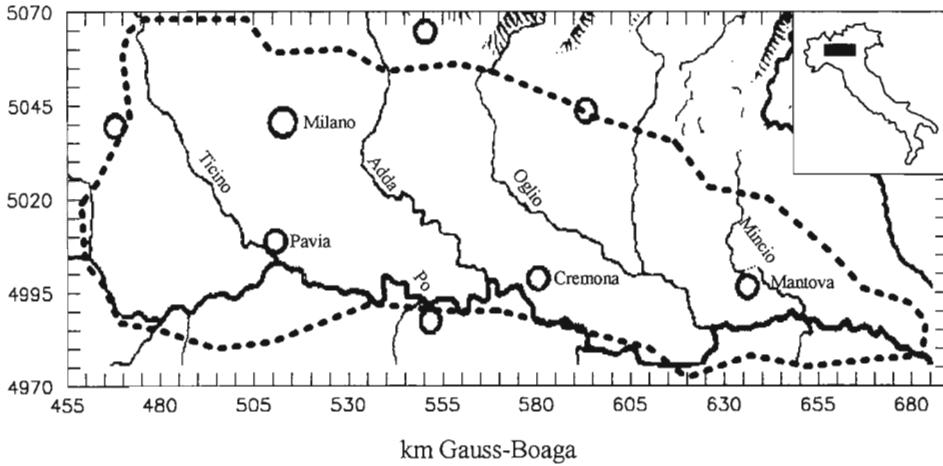 5070
5045
Milano
Ticino
Adda
Oglio
5020
Mincio
Pavia
Po
Cremona
Mantova
4995
4970
455 480 505 530 555 580 605 630 655 680
km Gauss-Boaga